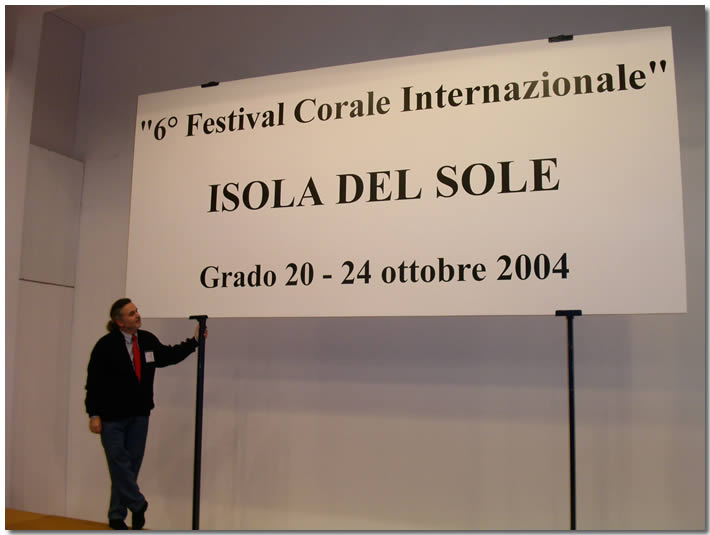 "6° Festival Corale Internazionale"
ISOLA DEL SOLE
Grado 20 - 24 ottobre 2004